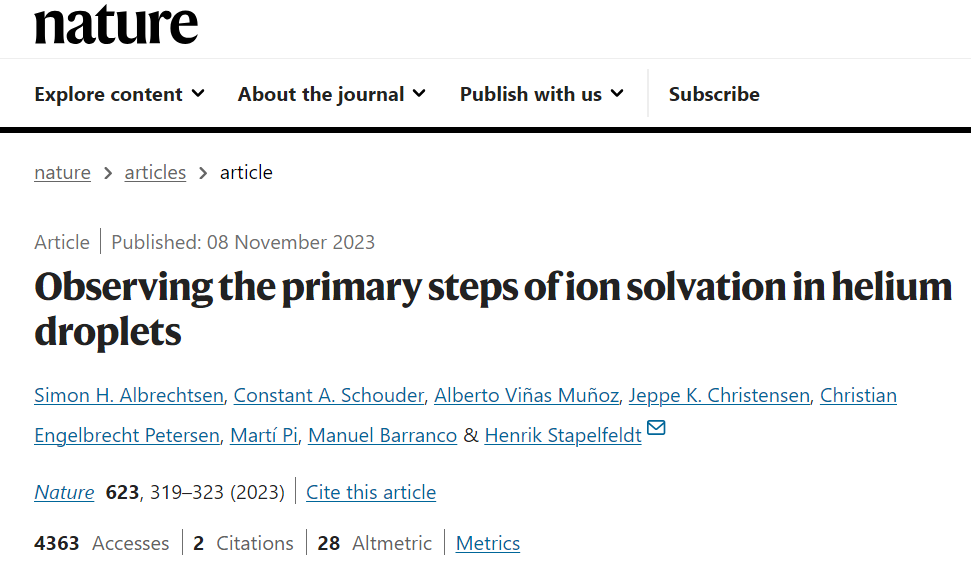 nature
Explore content About the journal Publish with us Subscribe
nature > articles > article
Article | Published: 08 November 2023
Observing the primary steps of ion solvation in helium
droplets
Simon H. Albrechtsen, Constant A. Schouder, Alberto Viñas Muñoz, Jeppe K. Christensen, Christian
Engelbrecht Petersen, Martí Pi, Manuel Barranco & Henrik Stapelfeldt
Nature 623, 319–323 (2023) | Cite this article
4363 Accesses | 2 Citations | 28 Altmetric | Metrics